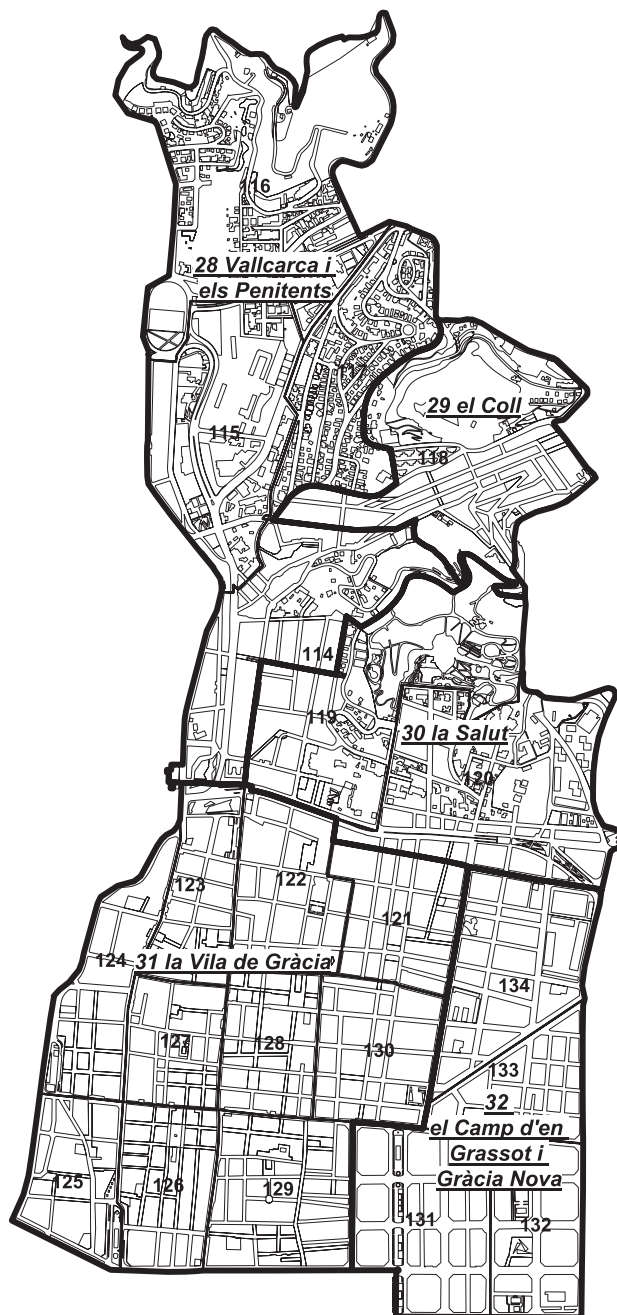 116
28 Vallcarca i
els Penitents
117
29 el Coll
115
118
114
119
30 la Salut
120
122
123
121
124
31 la Vila de Gràcia
134
127
128
130
133
32
el Camp d'en
Grassot i
Gràcia Nova
125
126
129
131
132